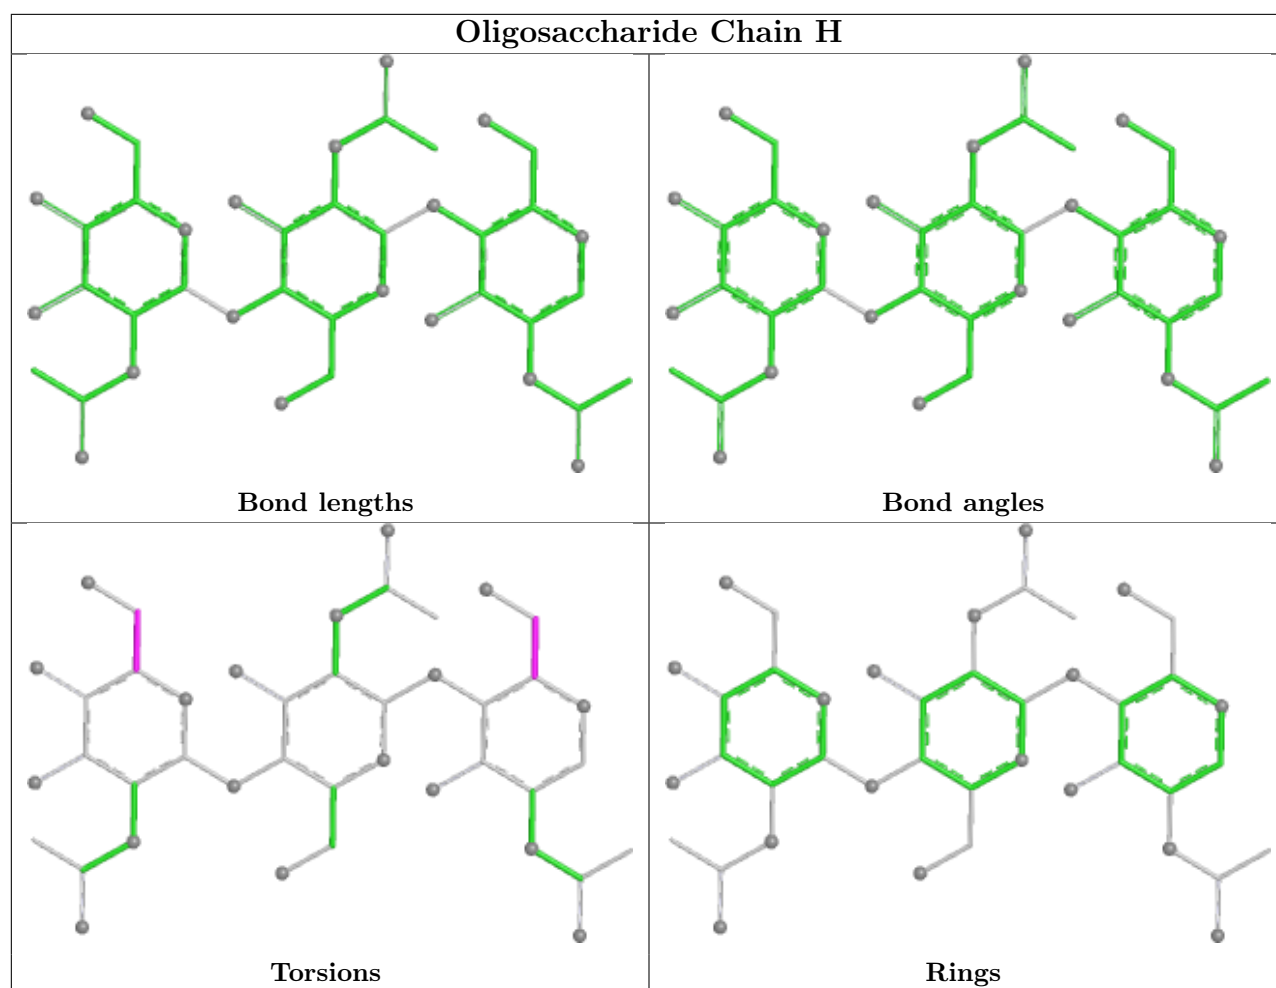 Oligosaccharide Chain H
Bond lengths
Bond angles
Torsions
Rings